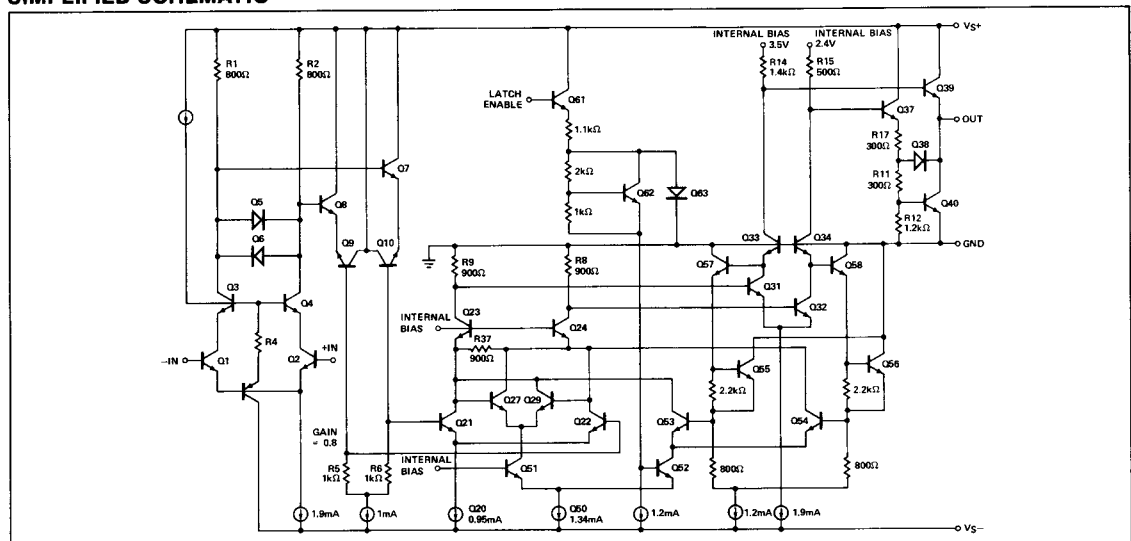 SIMPLIFIED SCHEMATIC
VS+
INTERNAL BIAS
3.5V
INTERNAL BIAS
2.4V
R1
800Ω
R2
800Ω
R14
1.4kΩ
R15
500Ω
LATCH
ENABLE
Q61
Q39
Q37
OUT
1.1kΩ
R17
300Ω
Q38
Q7
2kΩ
Q62
Q63
R11
300Ω
Q5
Q8
1kΩ
Q40
Q6
Q9
Q10
R12
1.2kΩ
Q33
Q34
GND
R9
900Ω
R8
900Ω
Q57
Q58
Q3
Q4
Q31
Q32
INTERNAL
BIAS
Q23
Q24
R4
R37
900Ω
-IN
Q1
Q2
+IN
Q55
Q56
2.2kΩ
2.2kΩ
Q27
Q29
Q21
Q22
Q53
Q54
GAIN
= 0.8
INTERNAL
BIAS
R5
1kΩ
R6
1kΩ
Q51
Q52
800Ω
800Ω
1.9mA
1mA
Q20
0.95mA
Q50
1.34mA
1.2mA
1.2mA
1.9mA
VS−